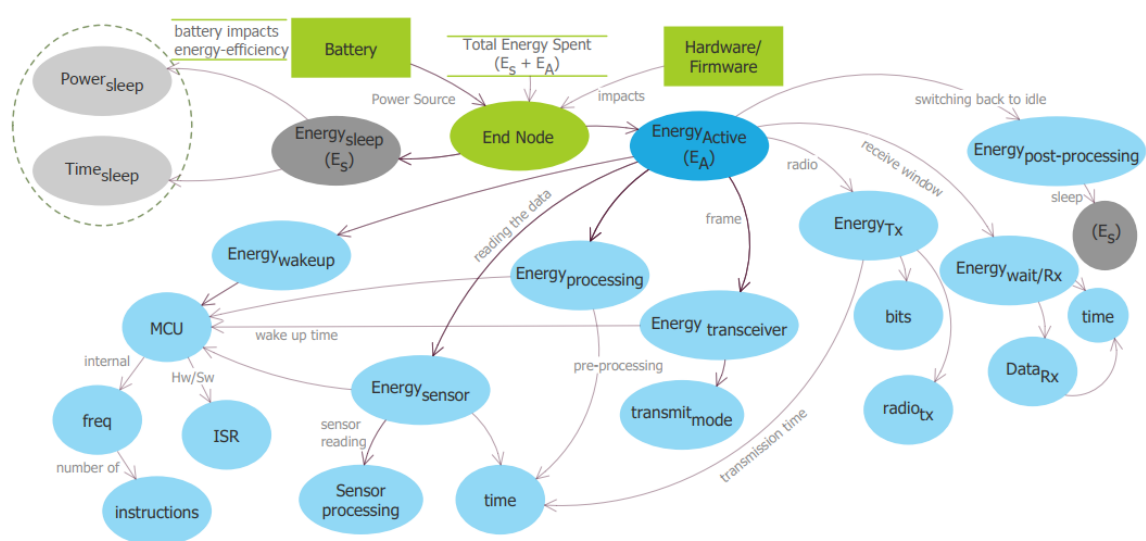 battery impacts
energy-efficiency
Battery
Total Energy Spent
(Es + EA)
Hardware/
Firmware
Powersleep
Timesleep
Power Source
impacts
switching back to idle
Energysleep
(Es)
End Node
EnergyActive
(EA)
Energypost-processing
radio
receive window
sleep
(Es)
reading the data
frame
EnergyTx
Energywakeup
Energyprocessing
Energywait/Rx
MCU
wake up time
Energy transceiver
bits
time
internal
Hw/Sw
pre-processing
Energysensor
DataRx
freq
ISR
sensor
reading
transmitmode
radiotx
transmission time
number of
instructions
Sensor
processing
time